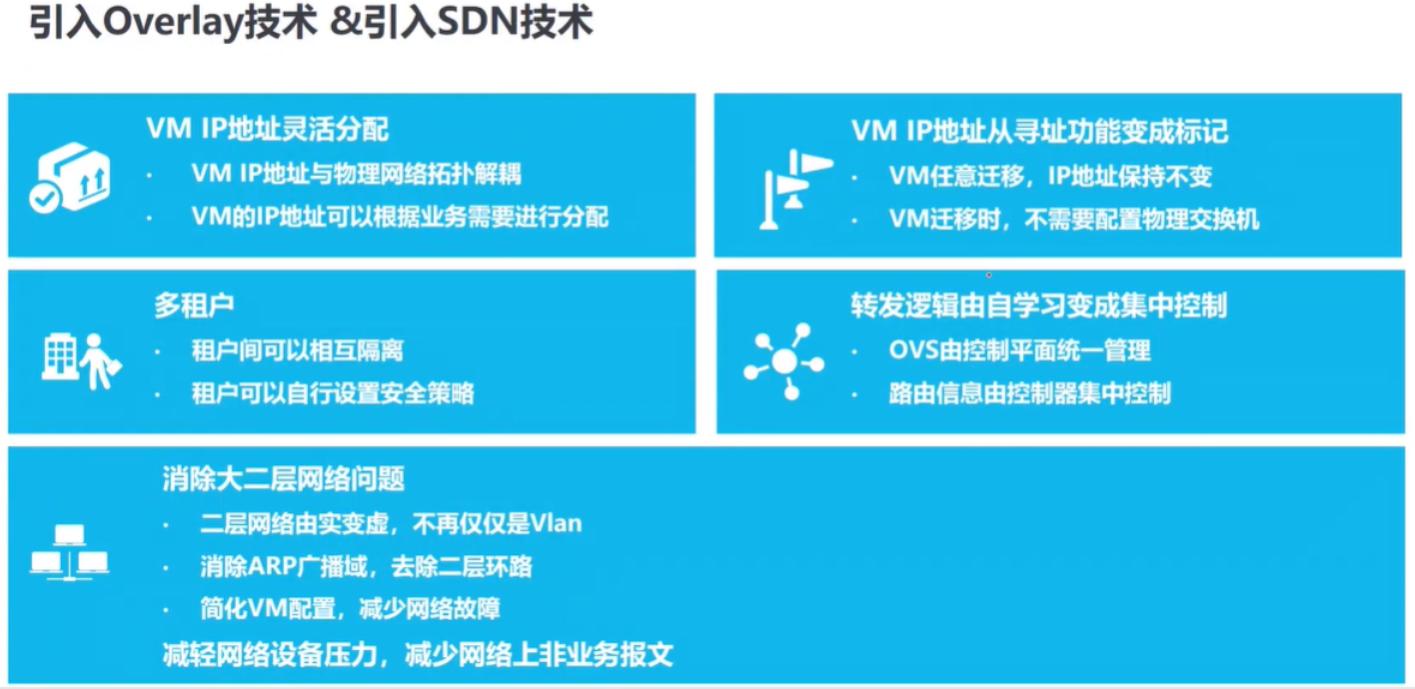 引入Overlay技术 &引入SDN技术
VM IP地址灵活分配
· VM IP地址与物理网络拓扑解耦
· VM的IP地址可以根据业务需要进行分配
VM IP地址从寻址功能变成标记
· VM任意迁移，IP地址保持不变
· VM迁移时，不需要配置物理交换机
多租户
· 租户间可以相互隔离
· 租户可以自行设置安全策略
转发逻辑由自学习变成集中控制
· OVS由控制平面统一管理
· 路由信息由控制器集中控制
消除大二层网络问题
· 二层网络由实变虚，不再仅仅是Vlan
· 消除ARP广播域，去除二层环路
· 简化VM配置，减少网络故障
减轻网络设备压力，减少网络上非业务报文